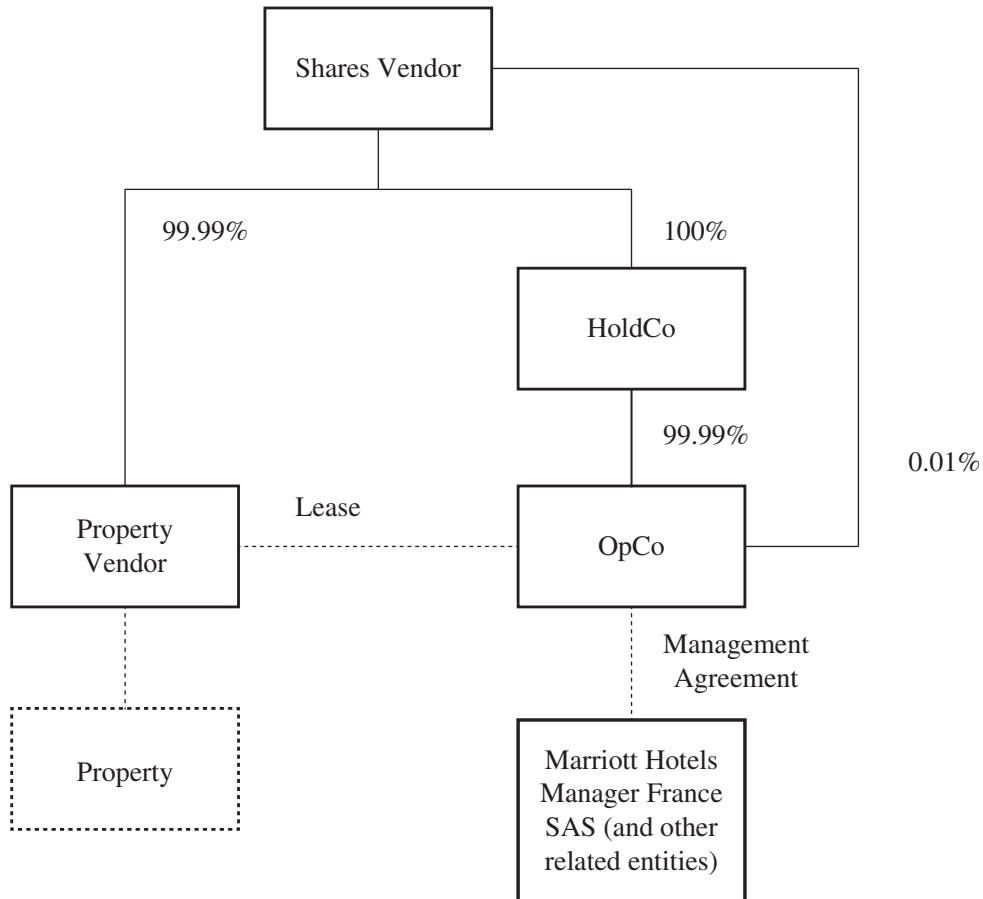 Shares Vendor
99.99%
100%
HoldCo
99.99%
0.01%
Lease
Property
Vendor
OpCo
Management
Agreement
Property
Marriott Hotels
Manager France
SAS (and other
related entities)